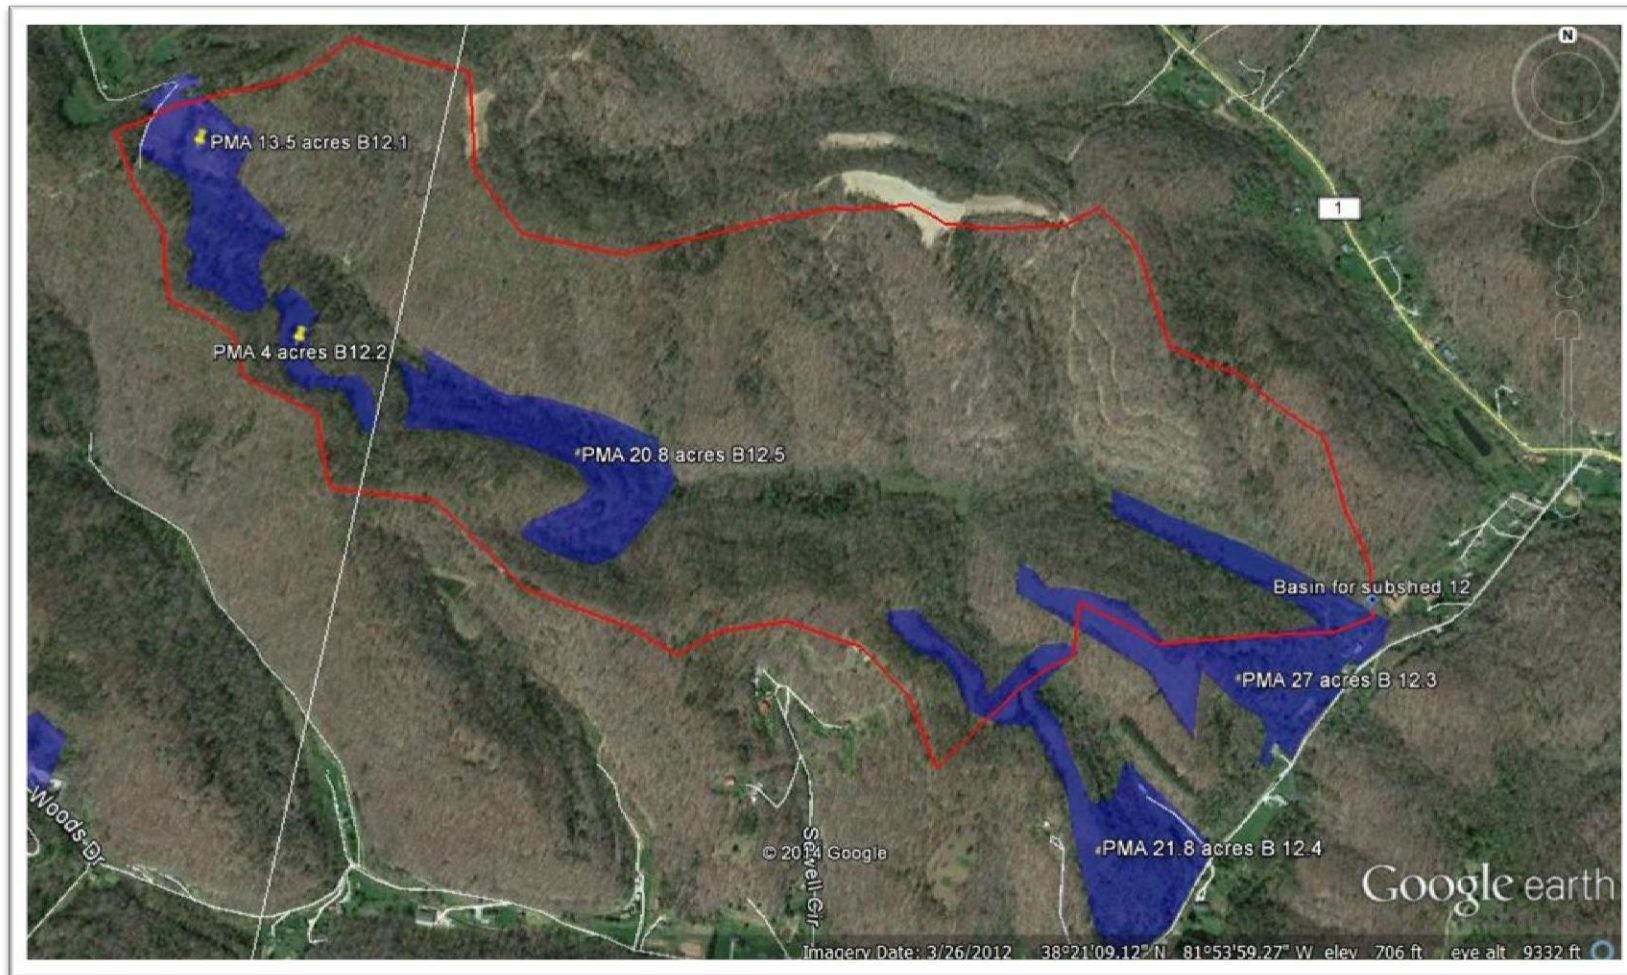 N
PMA 13.5 acres B12.1
1
PMA 4 acres B12.2
PMA 20.8 acres B12.5
Basin for subshed 12
PMA 27 acres B 12.3
Woods-Dr
Sewell-Cir
© 2014 Google
PMA 21.8 acres B 12.4
Google earth
Imagery Date: 3/26/2012 38°21'09.12" N 81°53'59.27" W elev 706 ft eye alt 9332 ft